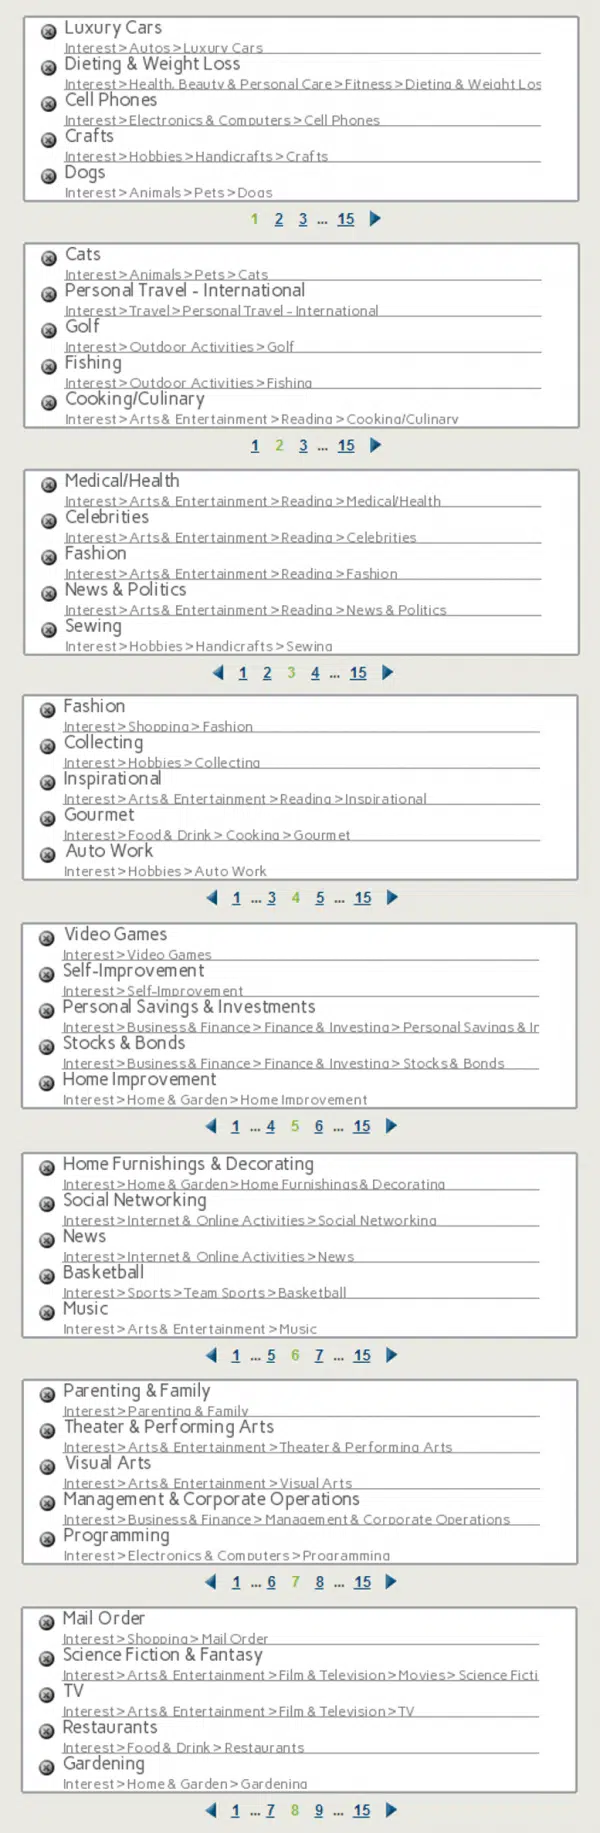 Luxury Cars
Interest > Autos > Luxury Cars
Dieting & Weight Loss
Interest > Health, Beauty & Personal Care > Fitness > Dieting & Weight Los
Cell Phones
Interest > Electronics & Computers > Cell Phones
Crafts
Interest > Hobbies > Handicrafts > Crafts
Dogs
Interest > Animals > Pets > Dogs
1 2 3 ... 15
Cats
Interest > Animals > Pets > Cats
Personal Travel - International
Interest > Travel > Personal Travel - International
Golf
Interest > Outdoor Activities > Golf
Fishing
Interest > Outdoor Activities > Fishing
Cooking/Culinary
Interest > Arts & Entertainment > Reading > Cooking/Culinary
1 2 3 ... 15
Medical/Health
Interest > Arts & Entertainment > Reading > Medical/Health
Celebrities
Interest > Arts & Entertainment > Reading > Celebrities
Fashion
Interest > Arts & Entertainment > Reading > Fashion
News & Politics
Interest > Arts & Entertainment > Reading > News & Politics
Sewing
Interest > Hobbies > Handicrafts > Sewing
1 2 3 4 ... 15
Fashion
Interest > Shopping > Fashion
Collecting
Interest > Hobbies > Collecting
Inspirational
Interest > Arts & Entertainment > Reading > Inspirational
Gourmet
Interest > Food & Drink > Cooking > Gourmet
Auto Work
Interest > Hobbies > Auto Work
1 ... 3 4 5 ... 15
Video Games
Interest > Video Games
Self-Improvement
Interest > Self-Improvement
Personal Savings & Investments
Interest > Business & Finance > Finance & Investing > Personal Savings & Ir
Stocks & Bonds
Interest > Business & Finance > Finance & Investing > Stocks & Bonds
Home Improvement
Interest > Home & Garden > Home Improvement
1 ... 4 5 6 ... 15
Home Furnishings & Decorating
Interest > Home & Garden > Home Furnishings & Decorating
Social Networking
Interest > Internet & Online Activities > Social Networking
News
Interest > Internet & Online Activities > News
Basketball
Interest > Sports > Team Sports > Basketball
Music
Interest > Arts & Entertainment > Music
1 ... 5 6 7 ... 15
Parenting & Family
Interest > Parenting & Family
Theater & Performing Arts
Interest > Arts & Entertainment > Theater & Performing Arts
Visual Arts
Interest > Arts & Entertainment > Visual Arts
Management & Corporate Operations
Interest > Business & Finance > Management & Corporate Operations
Programming
Interest > Electronics & Computers > Programming
1 ... 6 7 8 ... 15
Mail Order
Interest > Shopping > Mail Order
Science Fiction & Fantasy
Interest > Arts & Entertainment > Film & Television > Movies > Science Ficti
TV
Interest > Arts & Entertainment > Film & Television > TV
Restaurants
Interest > Food & Drink > Restaurants
Gardening
Interest > Home & Garden > Gardening
1 ... 7 8 9 ... 15